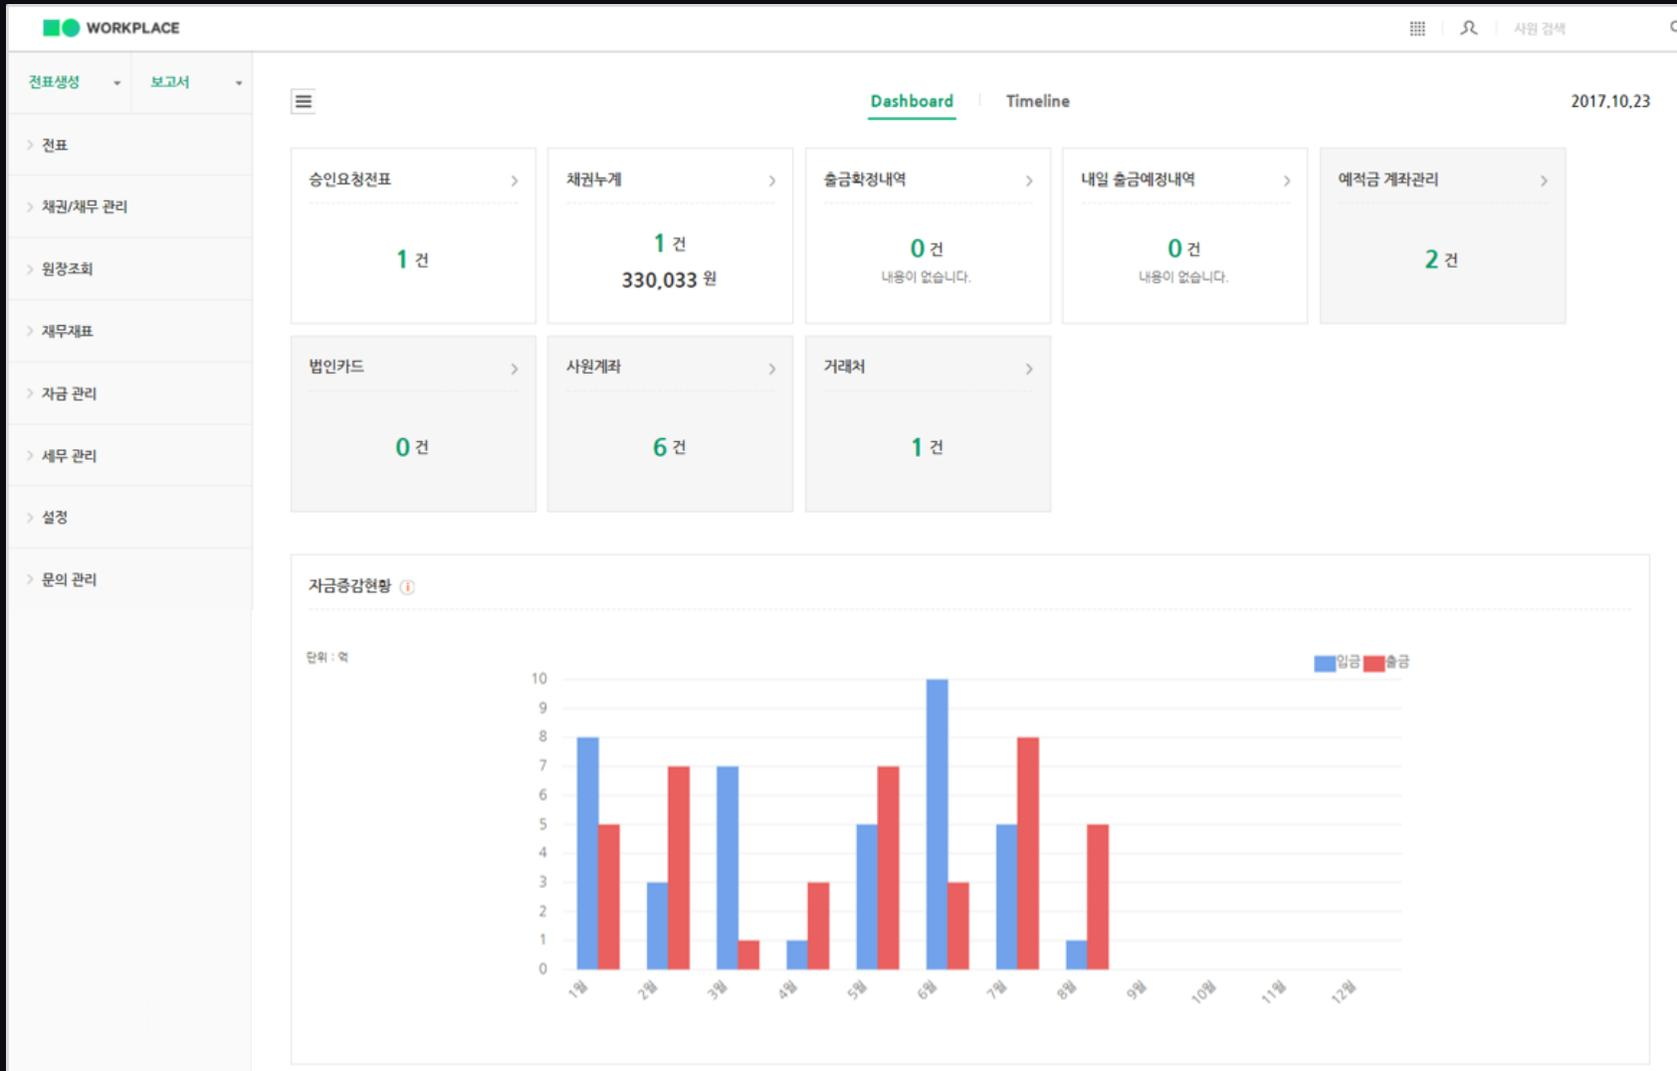 WORKPLACE
사원 검색
전표생성 보고서
전표
채권/채무 관리
원장조회
재무재표
자금 관리
세무 관리
설정
문의 관리
Dashboard Timeline
2017.10.23
승인요청전표
1 건
채권누계
1 건
330,033 원
출금확정내역
0 건
내용이 없습니다.
내일 출금예정내역
0 건
내용이 없습니다.
예적금 계좌관리
2 건
법인카드
0 건
사원계좌
6 건
거래처
1 건
자금증감현황
단위 : 억
입금 출금
10
9
8
7
6
5
4
3
2
1
0
1월 2월 3월 4월 5월 6월 7월 8월 9월 10월 11월 12월